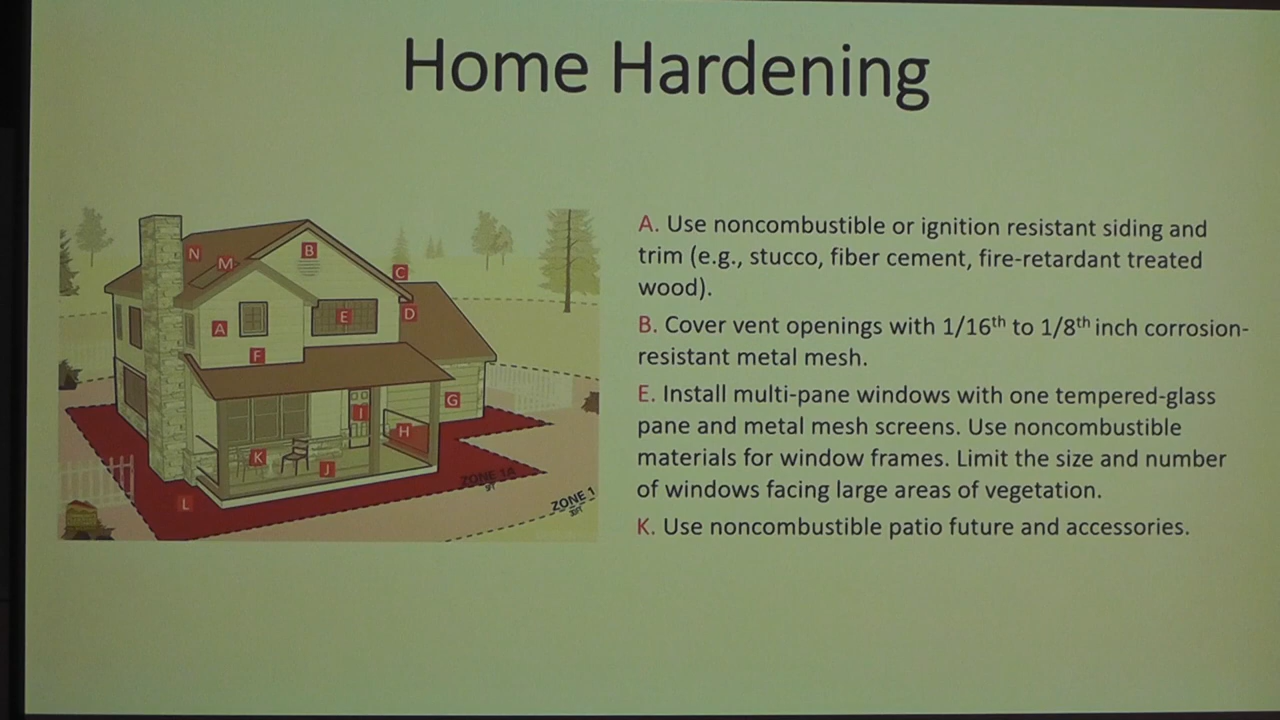 Home Hardening
A. Use noncombustible or ignition resistant siding and
trim (e.g., stucco, fiber cement, fire-retardant treated
wood).
B. Cover vent openings with 1/16th to 1/8th inch corrosion-
resistant metal mesh.
E. Install multi-pane windows with one tempered-glass
pane and metal mesh screens. Use noncombustible
materials for window frames. Limit the size and number
of windows facing large areas of vegetation.
K. Use noncombustible patio future and accessories.
N
M
B
C
A
E
D
F
G
I
H
K
J
L
ZONE 1A
ZONE 1